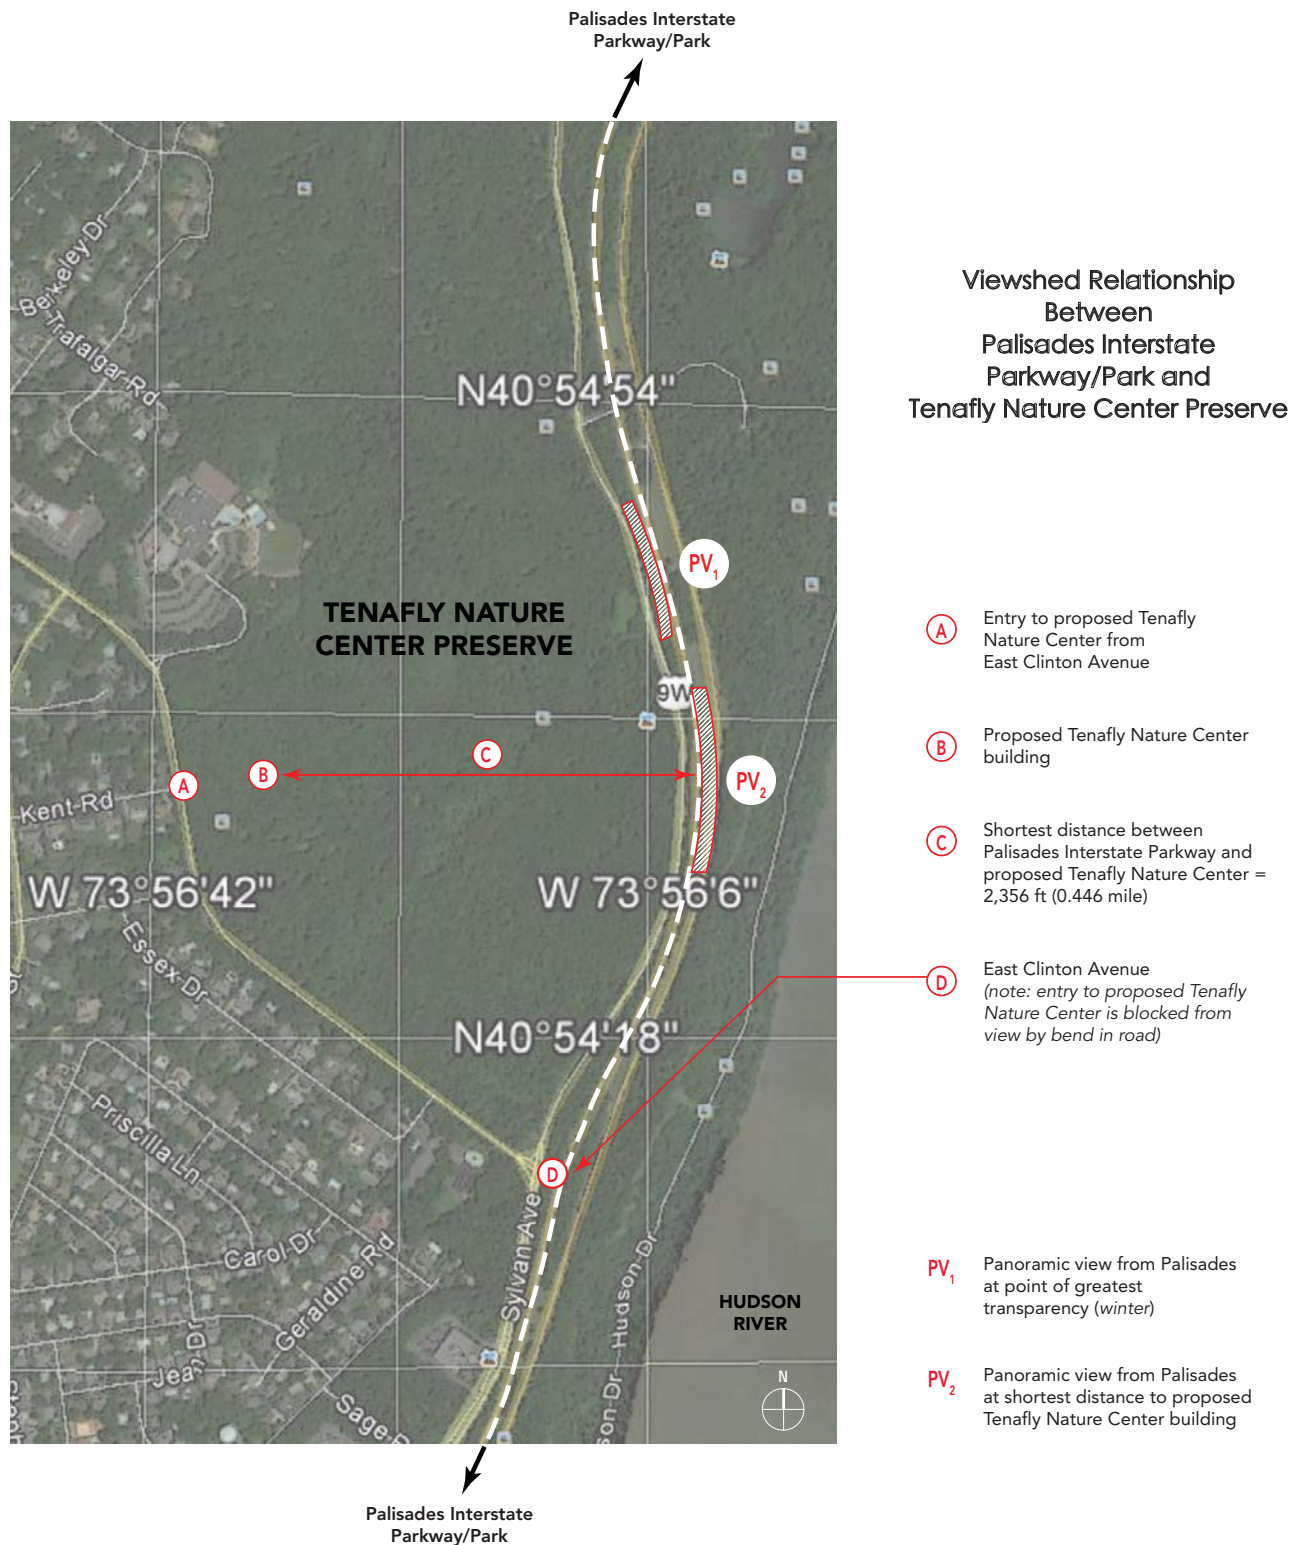 Palisades Interstate
Parkway/Park
Viewshed Relationship
Between
Palisades Interstate
Parkway/Park and
Tenafly Nature Center Preserve
Berkeley Dr
Trafalgar Rd
N40°54'54"
PV1
TENAFLY NATURE
CENTER PRESERVE
9W
C
B
A
PV2
Kent Rd
W 73°56'42"
W 73°56'6"
Essex Dr
N40°54'18"
Priscilla Ln
D
Sylvan Ave
Carol Dr
Geraldine Rd
Hudson Dr
Jean Dr
HUDSON
RIVER
N
Sage
son Dr
A
Entry to proposed Tenafly
Nature Center from
East Clinton Avenue
B
Proposed Tenafly Nature Center
building
C
Shortest distance between
Palisades Interstate Parkway and
proposed Tenafly Nature Center =
2,356 ft (0.446 mile)
D
East Clinton Avenue
(note: entry to proposed Tenafly
Nature Center is blocked from
view by bend in road)
PV1
Panoramic view from Palisades
at point of greatest
transparency (winter)
PV2
Panoramic view from Palisades
at shortest distance to proposed
Tenafly Nature Center building
Palisades Interstate
Parkway/Park